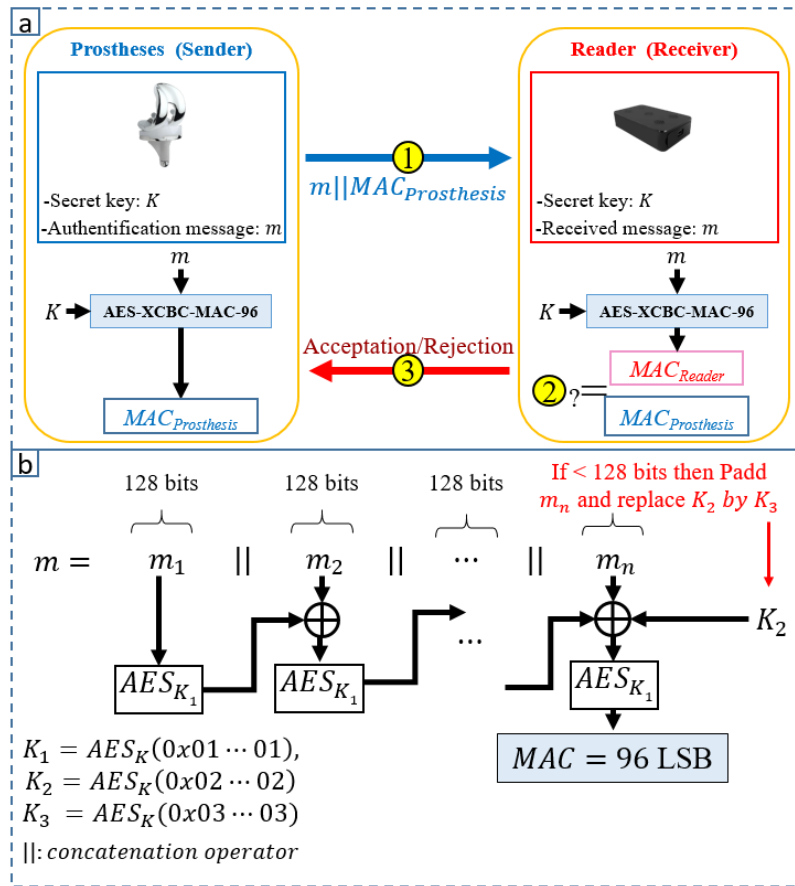 a
Prostheses (Sender)
-Secret key: K
-Authentification message: m
m
K
AES-XCBC-MAC-96
MAC_Prosthesis
1
m||MAC_Prosthesis
Acceptation/Rejection
3
Reader (Receiver)
-Secret key: K
-Received message: m
m
K
AES-XCBC-MAC-96
MAC_Reader
2 ?=
MAC_Prosthesis
b
128 bits 128 bits 128 bits
If < 128 bits then Padd
m_n and replace K_2 by K_3
m = m_1 || m_2 || ⋯ || m_n
K_2
...
AES_K_1 AES_K_1 AES_K_1
K_1 = AES_K(0x01 ⋯ 01),
K_2 = AES_K(0x02 ⋯ 02)
K_3 = AES_K(0x03 ⋯ 03)
||: concatenation operator
MAC = 96 LSB